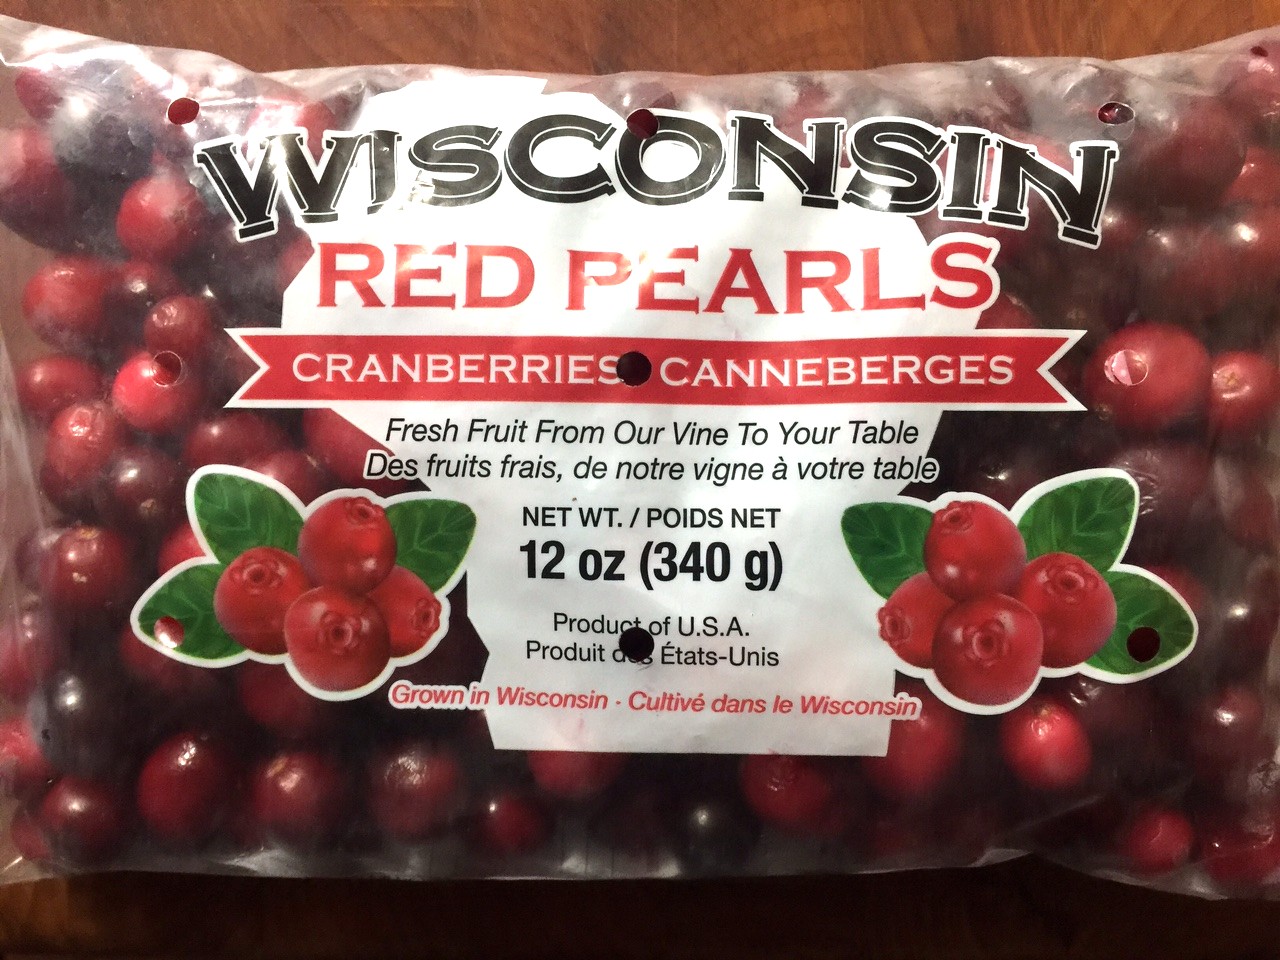 WISCONSIN
RED PEARLS
CRANBERRIES CANNEBERGES
Fresh Fruit From Our Vine To Your Table
Des fruits frais, de notre vigne à votre table
NET WT. / POIDS NET
12 oz (340 g)
Product of U.S.A.
Produit des États-Unis
Grown in Wisconsin · Cultivé dans le Wisconsin